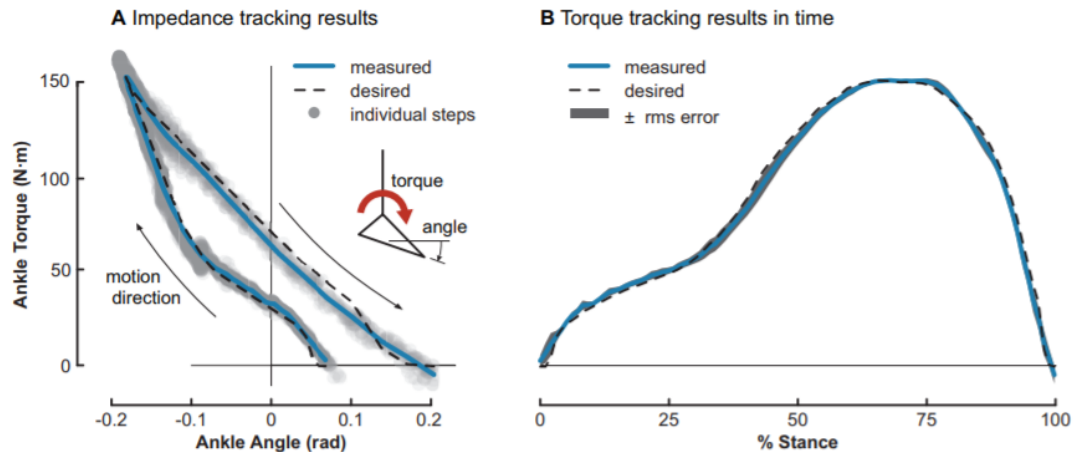 A Impedance tracking results
measured
desired
individual steps
torque
angle
motion
direction
Ankle Torque (N·m)
150
100
50
0
-0.2
-0.1
0
0.1
0.2
Ankle Angle (rad)
B Torque tracking results in time
measured
desired
± rms error
0
25
50
75
100
% Stance